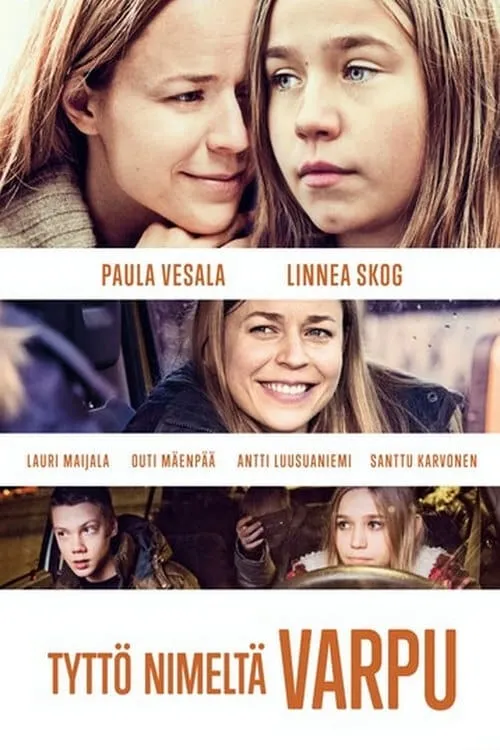 PAULA VESALA LINNEA SKOG
LAURI MAIJALA OUTI MÄENPÄÄ ANTTI LUUSUANIEMI SANTTU KARVONEN
TYTTÖ NIMELTÄ VARPU